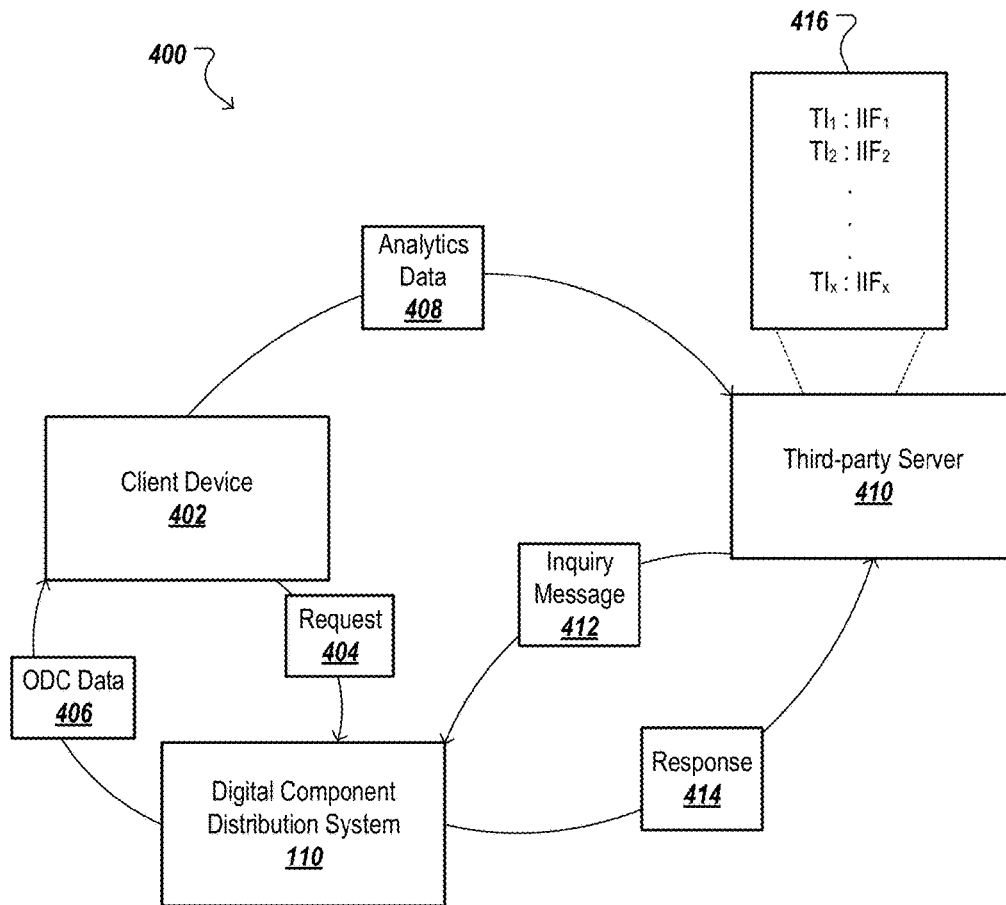 400
416
TI₁ : IIF₁
TI₂ : IIF₂
.
.
.
TIₓ : IIFₓ
Analytics
Data
408
Client Device
402
Third-party Server
410
Inquiry
Message
412
Request
404
ODC Data
406
Digital Component
Distribution System
110
Response
414